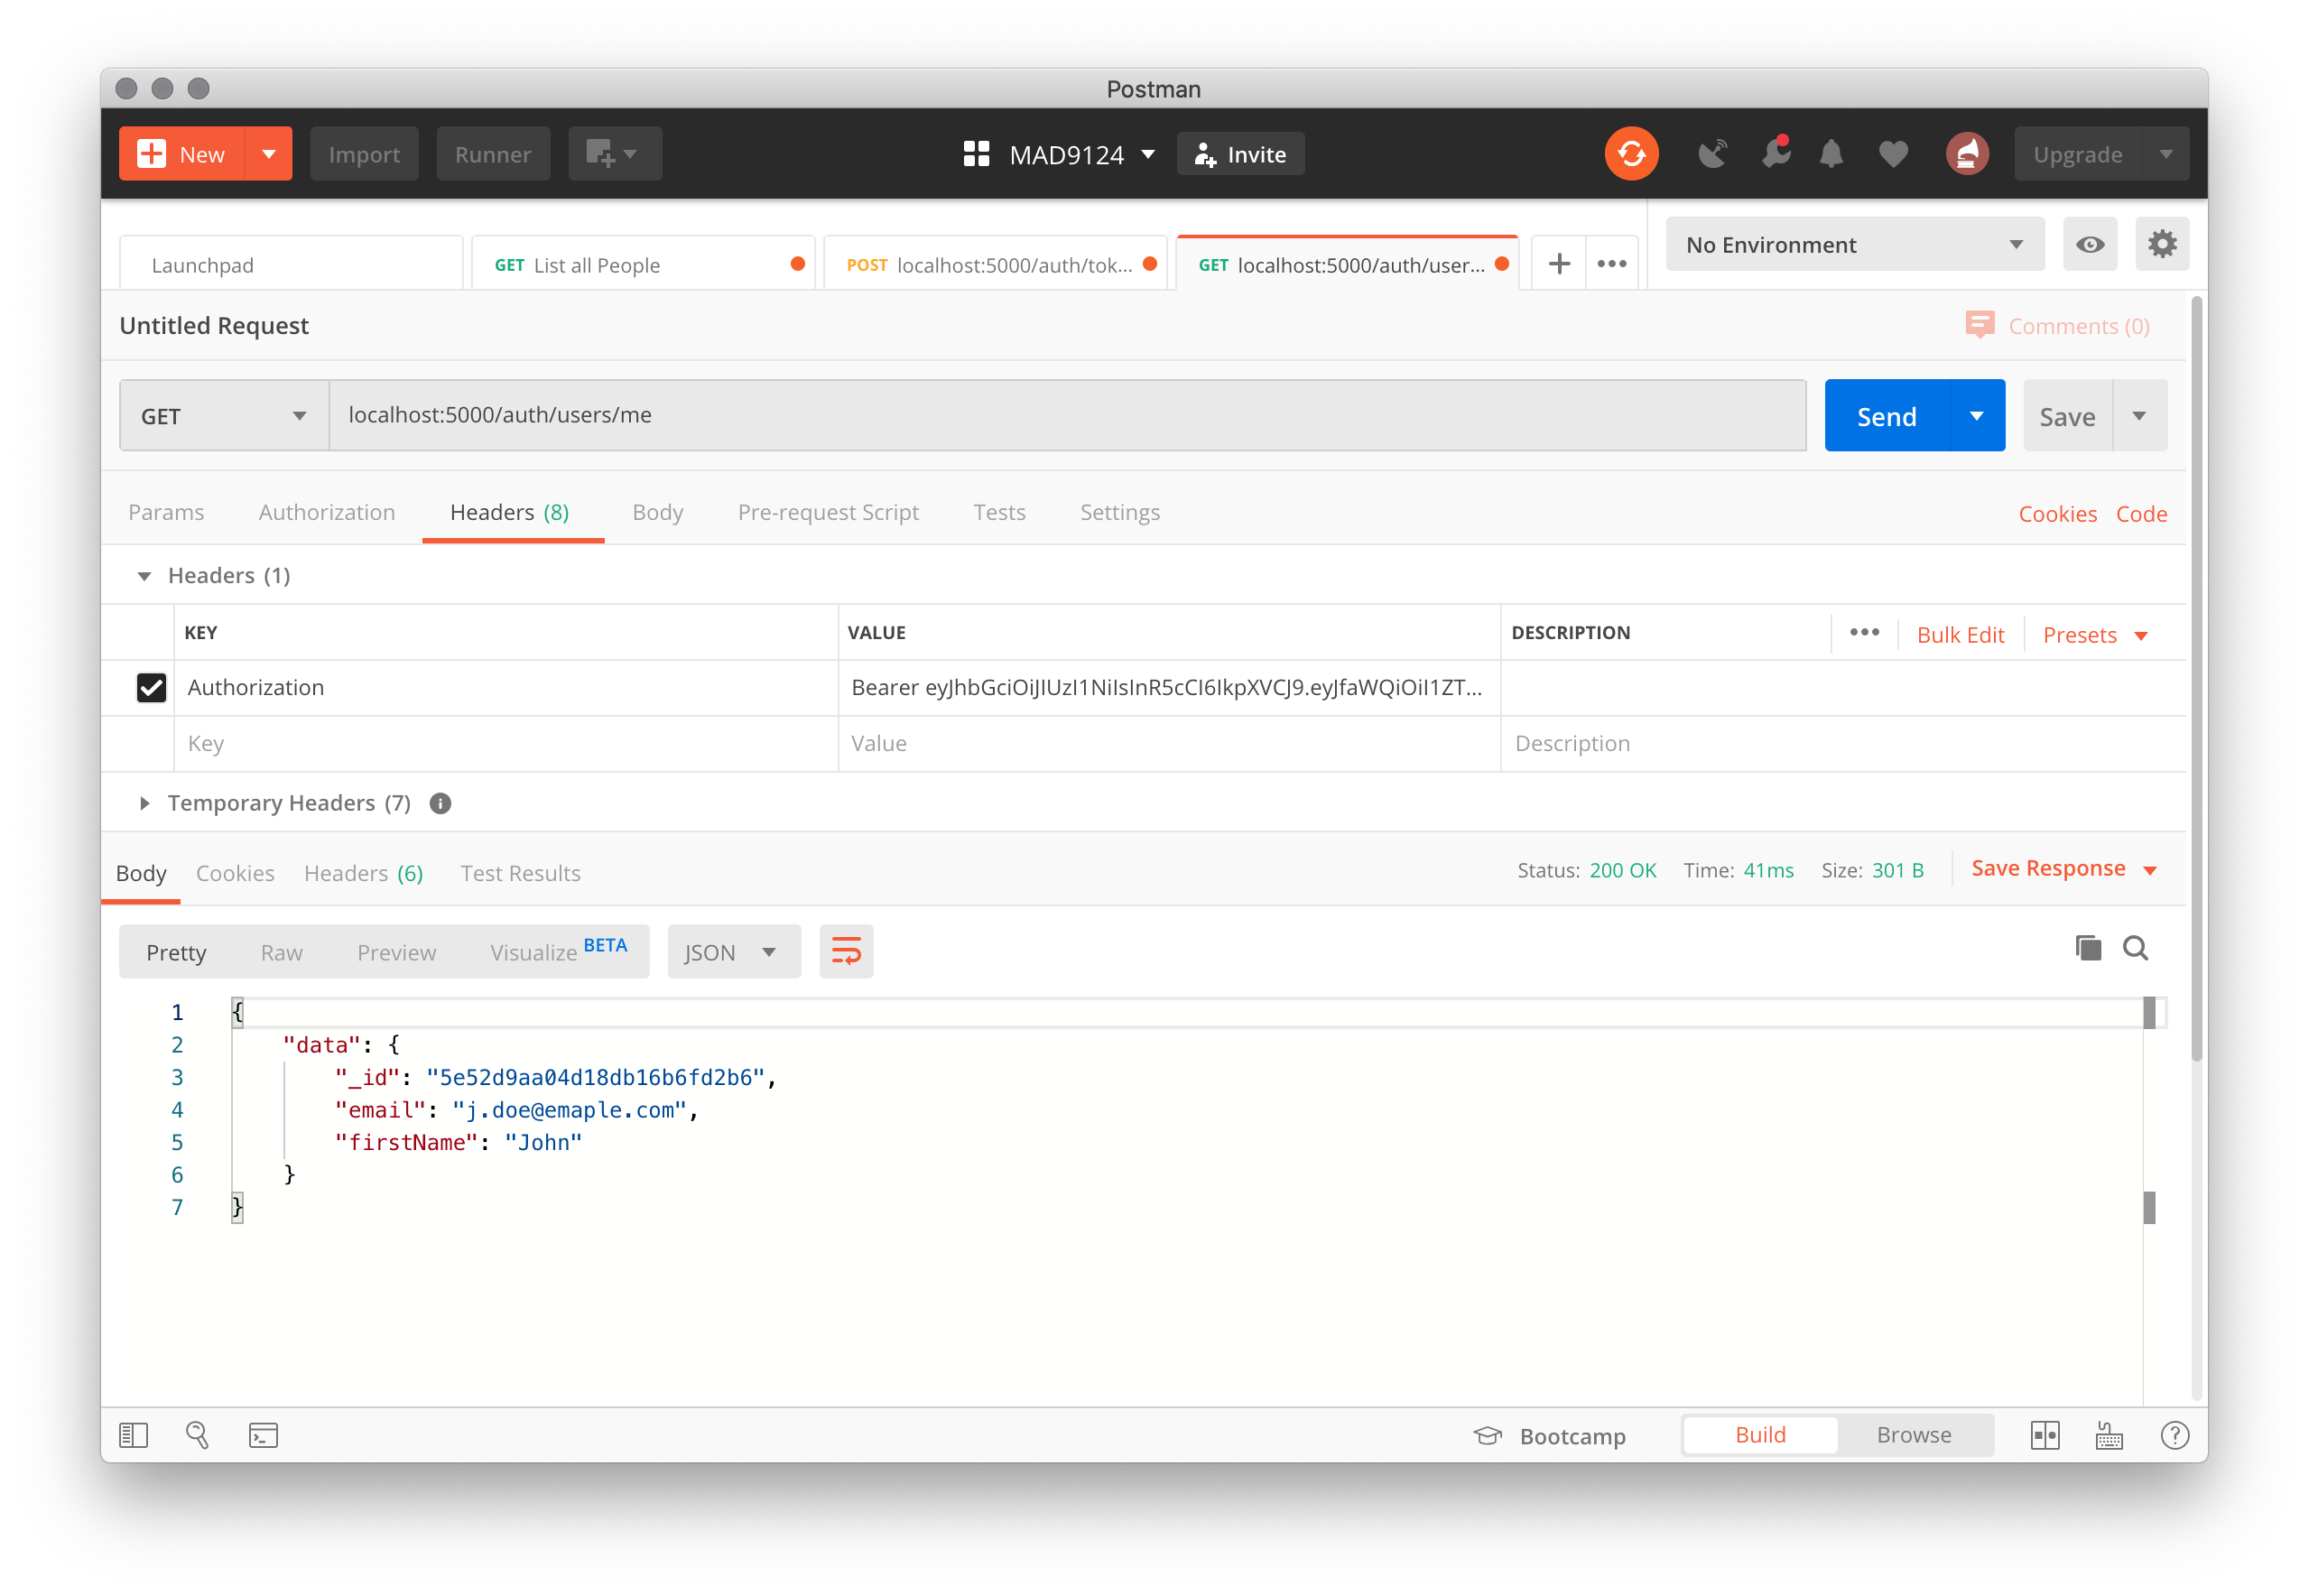 Postman
New Import Runner MAD9124 Invite Upgrade
Launchpad GET List all People POST localhost:5000/auth/tok... GET localhost:5000/auth/user... No Environment
Untitled Request Comments (0)
GET localhost:5000/auth/users/me Send Save
Params Authorization Headers (8) Body Pre-request Script Tests Settings Cookies Code
Headers (1)
KEY VALUE DESCRIPTION Bulk Edit Presets
Authorization Bearer eyJhbGciOiJIUzI1NiIsInR5cCI6IkpXVCJ9.eyJfaWQiOiI1ZT...
Key Value Description
Temporary Headers (7)
Body Cookies Headers (6) Test Results Status: 200 OK Time: 41ms Size: 301 B Save Response
Pretty Raw Preview Visualize BETA JSON
1 {
2 "data": {
3 "_id": "5e52d9aa04d18db16b6fd2b6",
4 "email": "j.doe@emaple.com",
5 "firstName": "John"
6 }
7 }
Bootcamp Build Browse